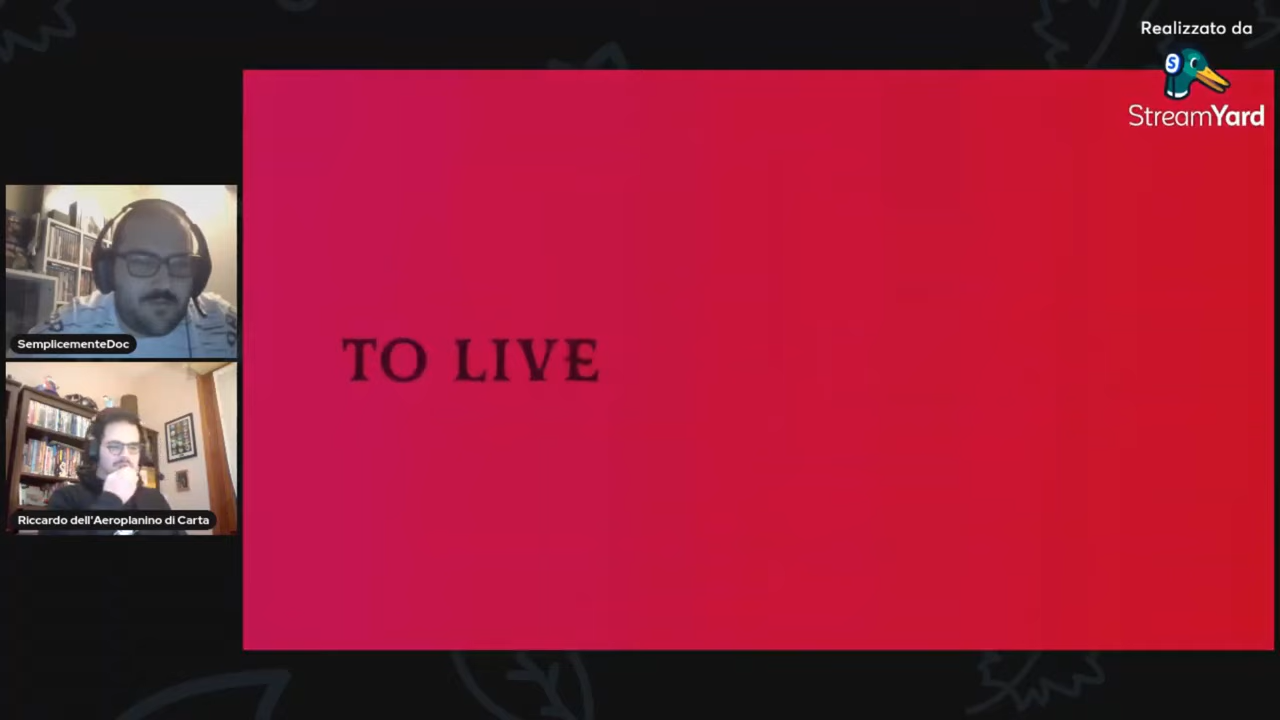 Realizzato da
S
StreamYard
SemplicementeDoc
TO LIVE
Riccardo dell'Aeroplanino di Carta